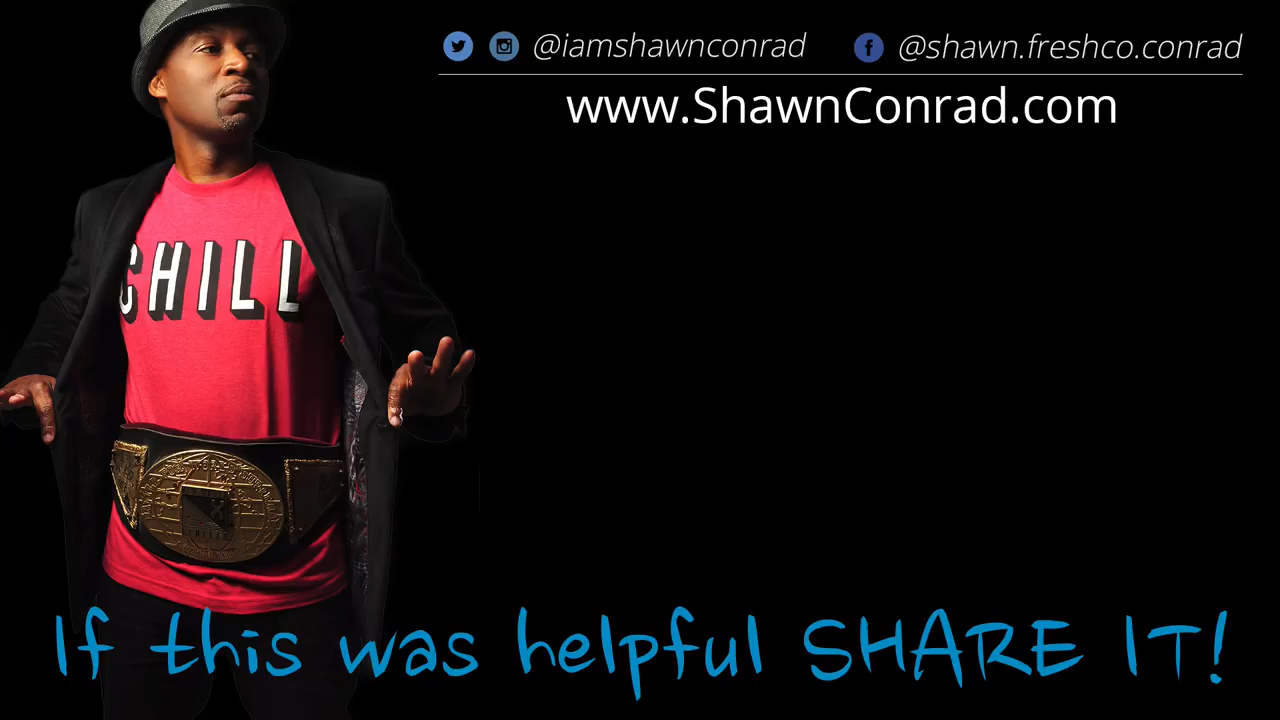 @iamshawnconrad @shawn.freshco.conrad
www.ShawnConrad.com
CHILL
If this was helpful SHARE IT!